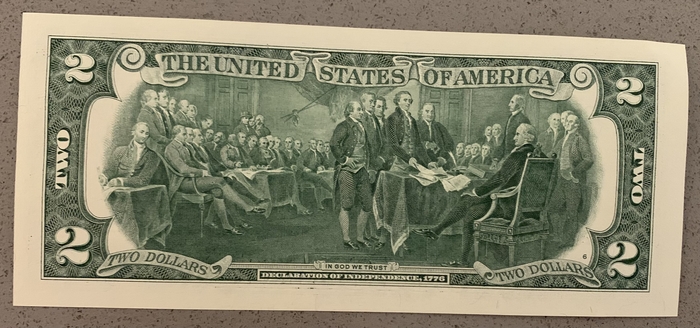 2 THE UNITED STATES OF AMERICA 2
TWO TWO
2 TWO DOLLARS IN GOD WE TRUST TWO DOLLARS 2
DECLARATION OF INDEPENDENCE, 1776
6